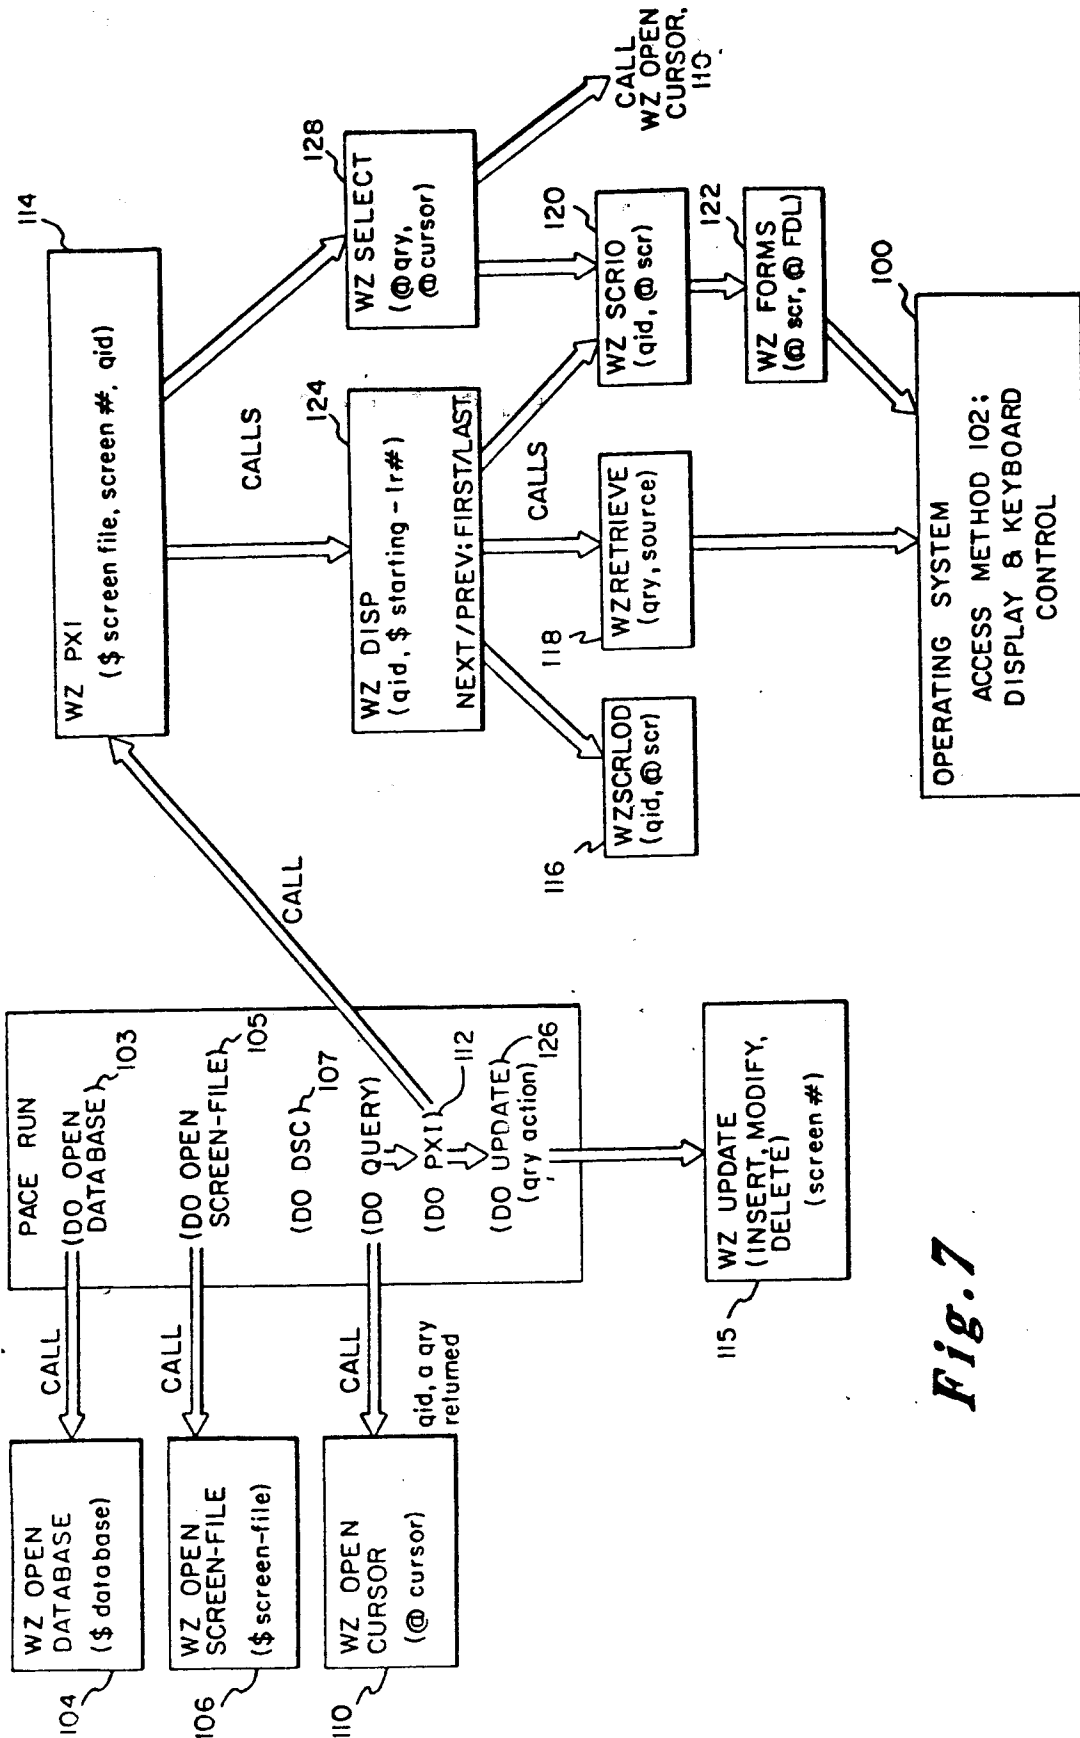 WZ OPEN
DATABASE
($ database)
104
WZ OPEN
SCREEN-FILE
($ screen-file)
106
WZ OPEN
CURSOR
(@ cursor)
110
CALL
CALL
CALL
qid, a qry
returned
PACE RUN
(DO OPEN
DATABASE)
103
(DO OPEN
SCREEN-FILE)
105
(DO DSC)
107
(DO QUERY)
(DO PXI)
112
(DO UPDATE)
(qry action)
126
WZ UPDATE
(INSERT, MODIFY,
DELETE)
(screen #)
115
CALL
WZ PXI
($ screen file, screen #, qid)
114
CALLS
WZ DISP
(qid, $ starting - lr#)
NEXT/PREV:FIRST/LAST
124
WZ SELECT
(@ qry,
@ cursor)
128
CALL
WZ OPEN
CURSOR,
110
CALLS
WZSCRLOD
(qid, @ scr)
116
WZRETRIEVE
(qry, source)
118
WZ SCRIO
(qid, @ scr)
120
WZ FORMS
(@ scr, @ FDL)
122
OPERATING SYSTEM
ACCESS METHOD 102;
DISPLAY & KEYBOARD
CONTROL
100
Fig. 7